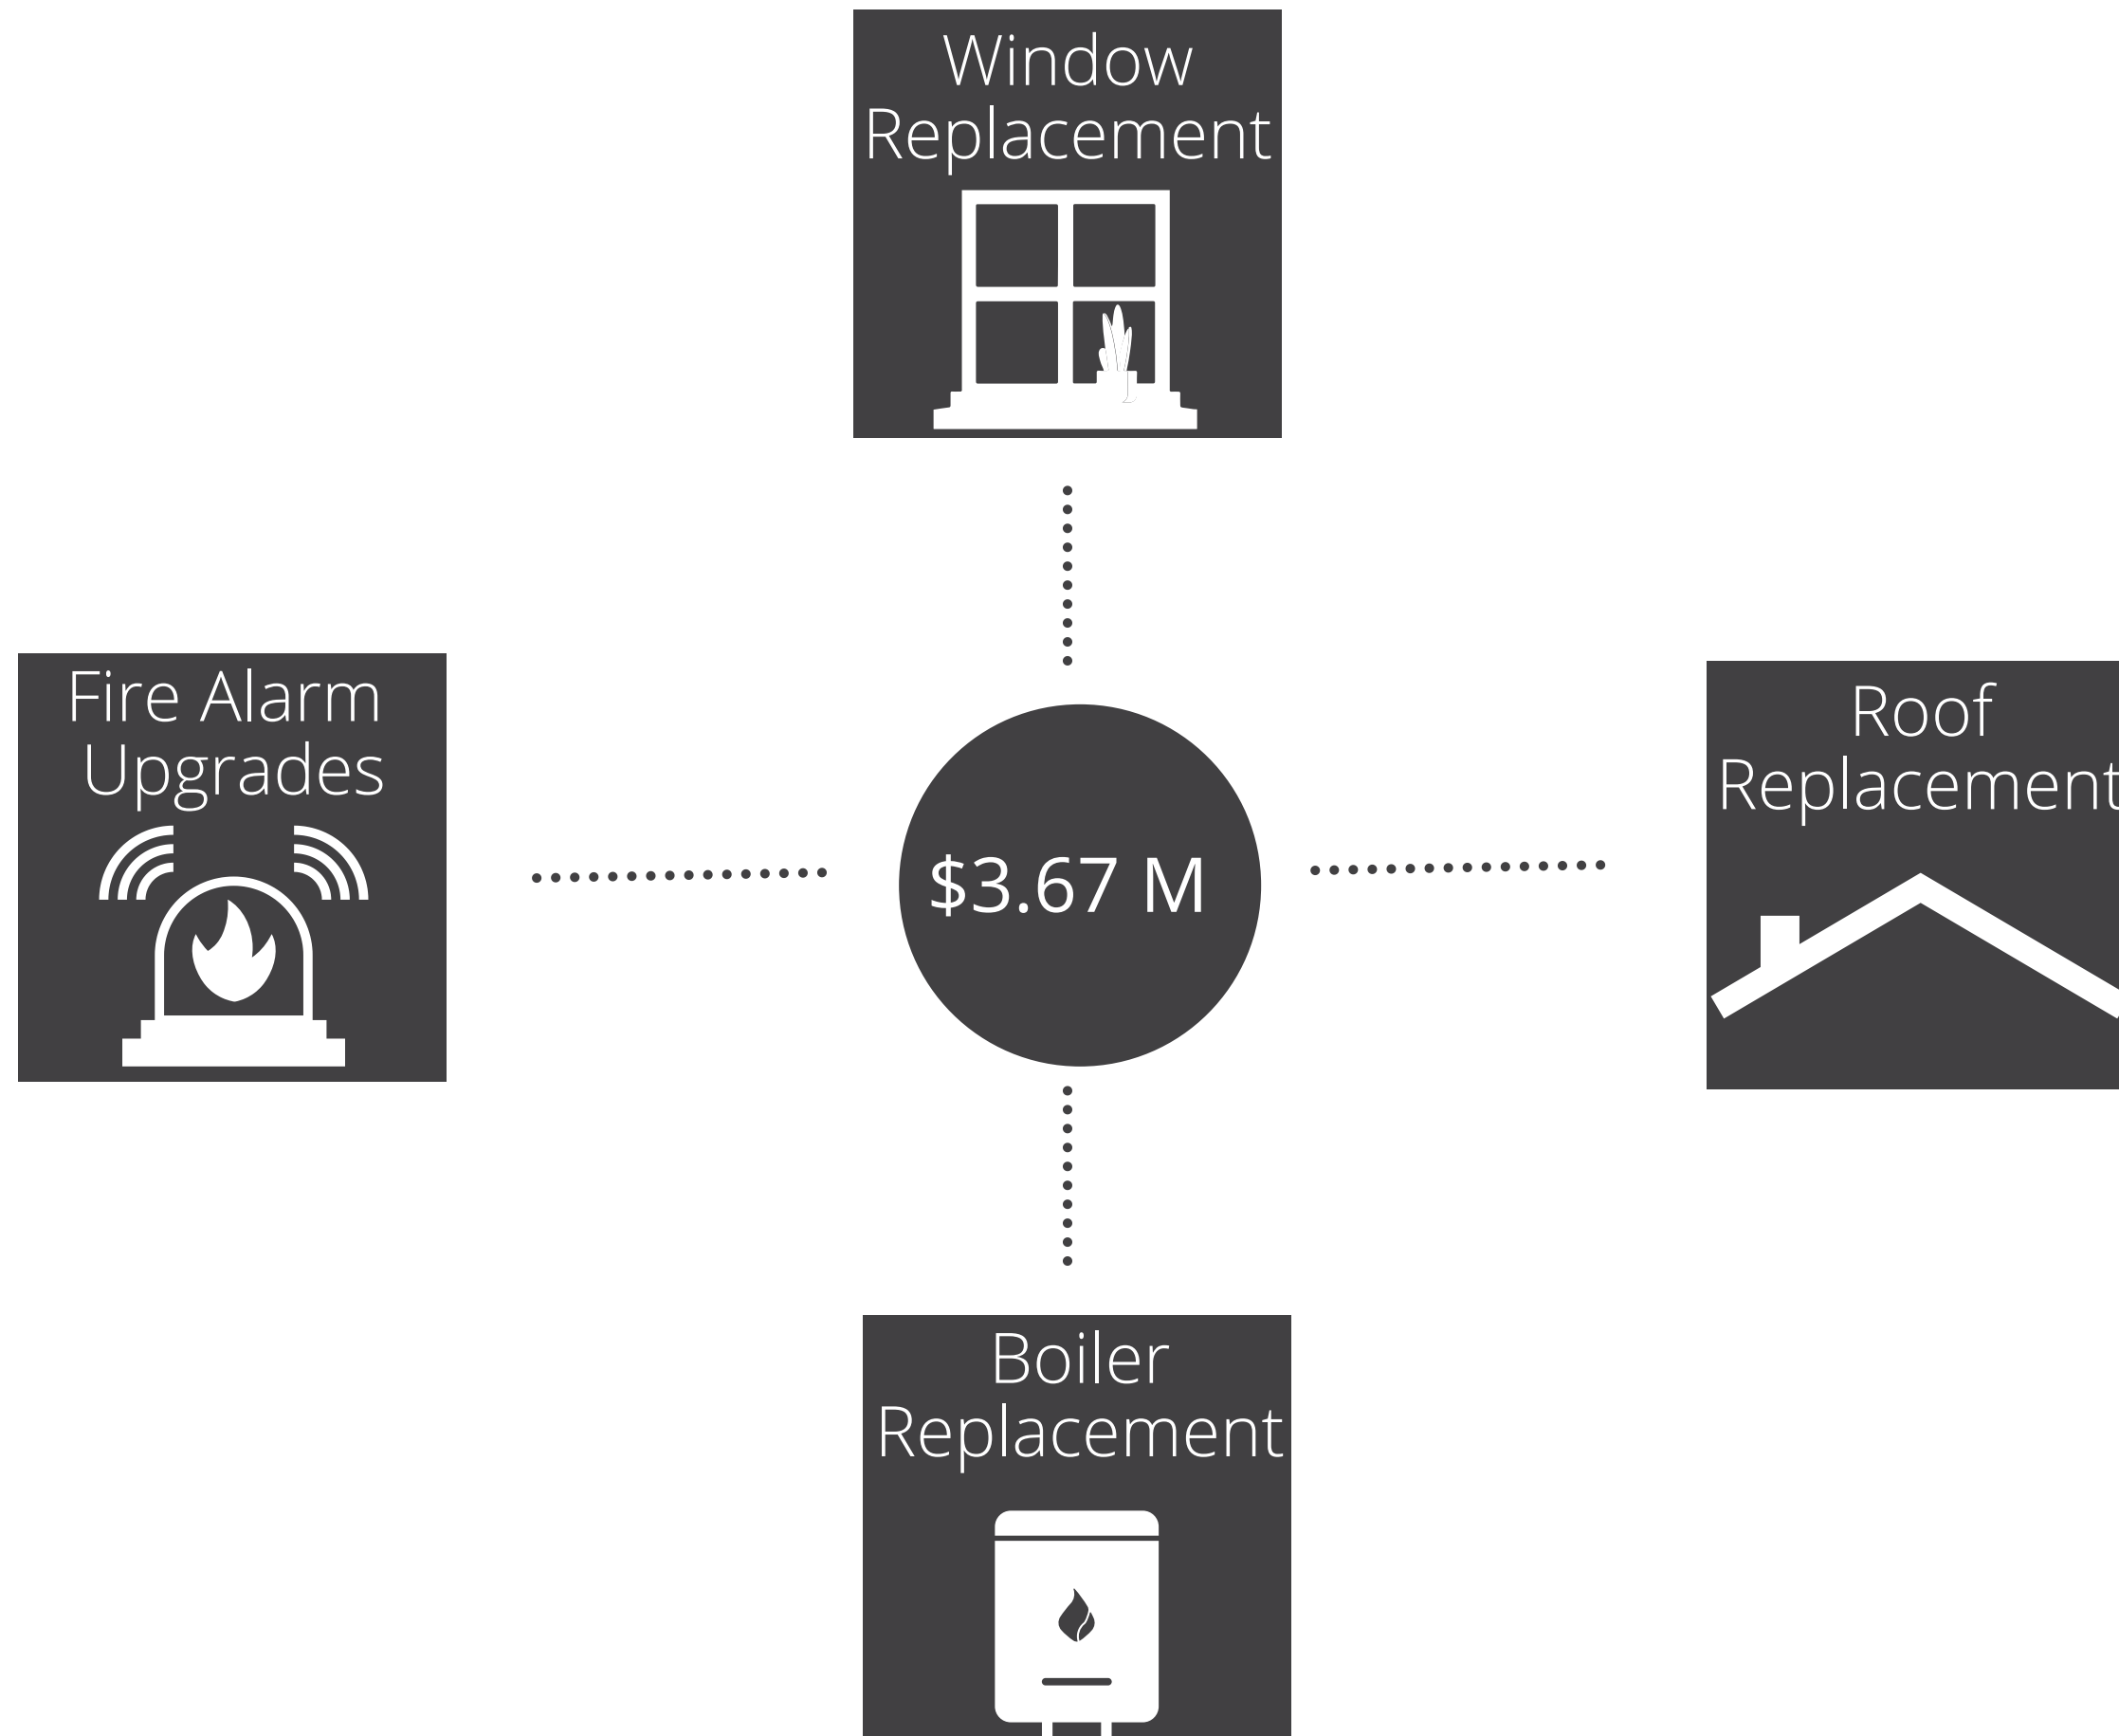 Window
Replacement
Fire Alarm
Upgrades
$3.67 M
Roof
Replacement
Boiler
Replacement